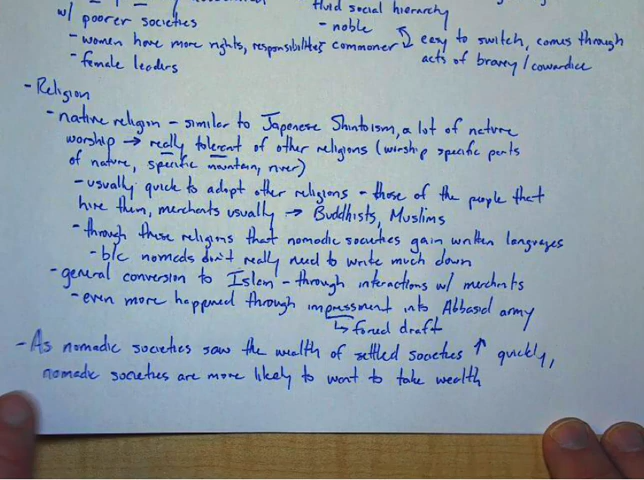 fluid social hierarchy
w/ poorer societies
- noble
- women have more rights, responsibilities
commoner
easy to switch, comes through
- female leaders
acts of bravery/cowardice
- Religion
- native religion - similar to Japenese Shintoism, a lot of nature
worship → really tolerant of other religions (worship specific parts
of nature, specific mountain, river)
- usually quick to adopt other religions - those of the people that
hire them, merchants usually → Buddhists, Muslims
- through these religions that nomadic societies gain written languages
- b/c nomads don't really need to write much down
- general conversion to Islam - through interactions w/ merchants
- even more happened through impressment into Abbasid army
↳ forced draft
- As nomadic societies saw the wealth of settled societies ↑ quickly,
nomadic societies are more likely to want to take wealth